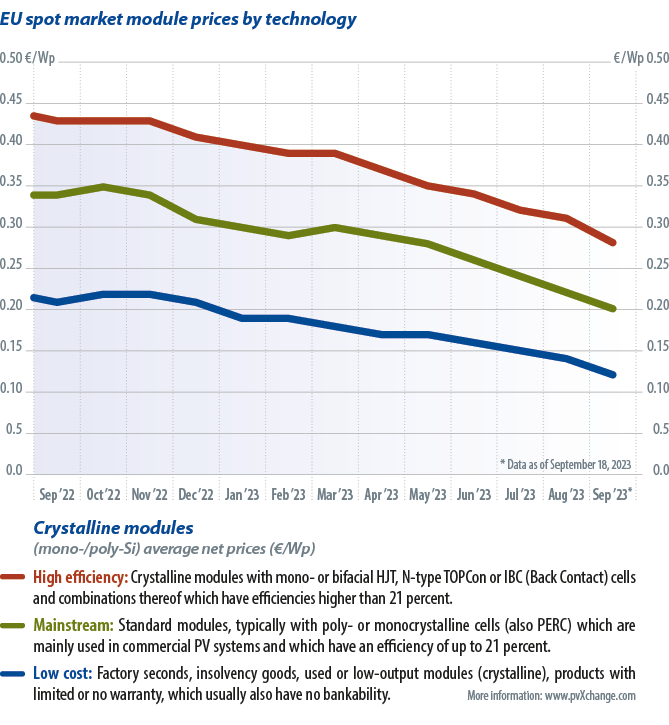 EU spot market module prices by technology
0.50 €/Wp €/Wp 0.50
0.45 0.45
0.40 0.40
0.35 0.35
0.30 0.30
0.25 0.25
0.20 0.20
0.15 0.15
0.10 0.10
0.5 0.5
0.0 0.0
* Data as of September 18, 2023
Sep '22 Oct '22 Nov '22 Dec '22 Jan '23 Feb '23 Mar '23 Apr '23 May '23 Jun '23 Jul '23 Aug '23 Sep '23*
Crystalline modules
(mono-/poly-Si) average net prices (€/Wp)
High efficiency: Crystalline modules with mono- or bifacial HJT, N-type TOPCon or IBC (Back Contact) cells
and combinations thereof which have efficiencies higher than 21 percent.
Mainstream: Standard modules, typically with poly- or monocrystalline cells (also PERC) which are
mainly used in commercial PV systems and which have an efficiency of up to 21 percent.
Low cost: Factory seconds, insolvency goods, used or low-output modules (crystalline), products with
limited or no warranty, which usually also have no bankability.
More information: www.pvXchange.com